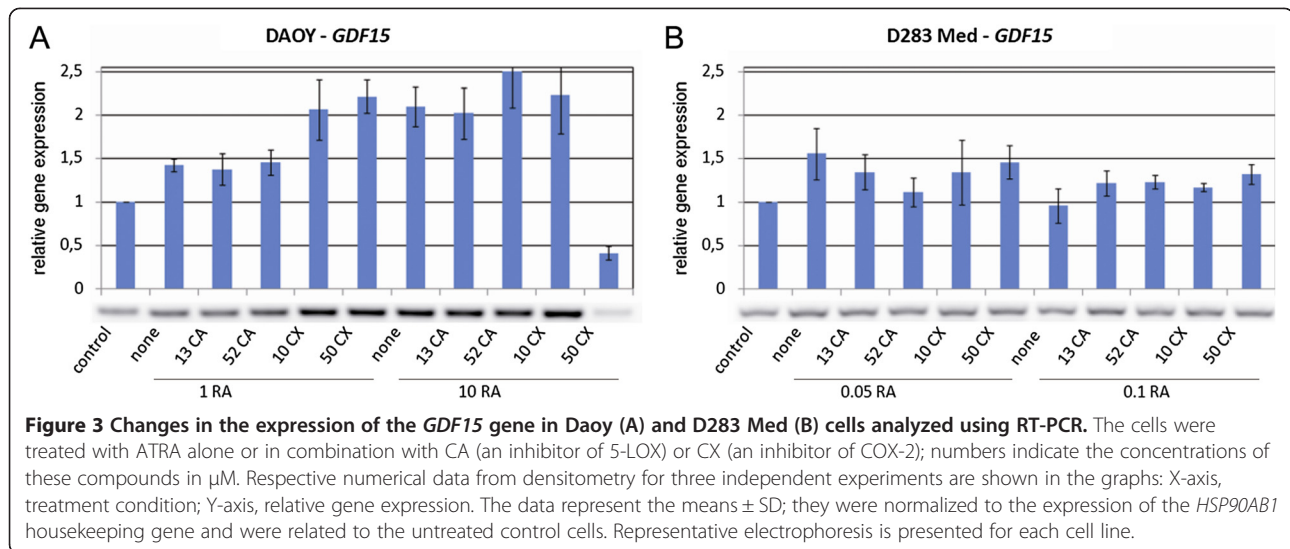 A
DAOY - GDF15
relative gene expression
2,5
2
1,5
1
0,5
0
control
none
13 CA
52 CA
10 CX
50 CX
none
13 CA
52 CA
10 CX
50 CX
1 RA
10 RA
B
D283 Med - GDF15
relative gene expression
2,5
2
1,5
1
0,5
0
control
none
13 CA
52 CA
10 CX
50 CX
none
13 CA
52 CA
10 CX
50 CX
0.05 RA
0.1 RA
Figure 3 Changes in the expression of the GDF15 gene in Daoy (A) and D283 Med (B) cells analyzed using RT-PCR. The cells were
treated with ATRA alone or in combination with CA (an inhibitor of 5-LOX) or CX (an inhibitor of COX-2); numbers indicate the concentrations of
these compounds in μM. Respective numerical data from densitometry for three independent experiments are shown in the graphs: X-axis,
treatment condition; Y-axis, relative gene expression. The data represent the means ± SD; they were normalized to the expression of the HSP90AB1
housekeeping gene and were related to the untreated control cells. Representative electrophoresis is presented for each cell line.